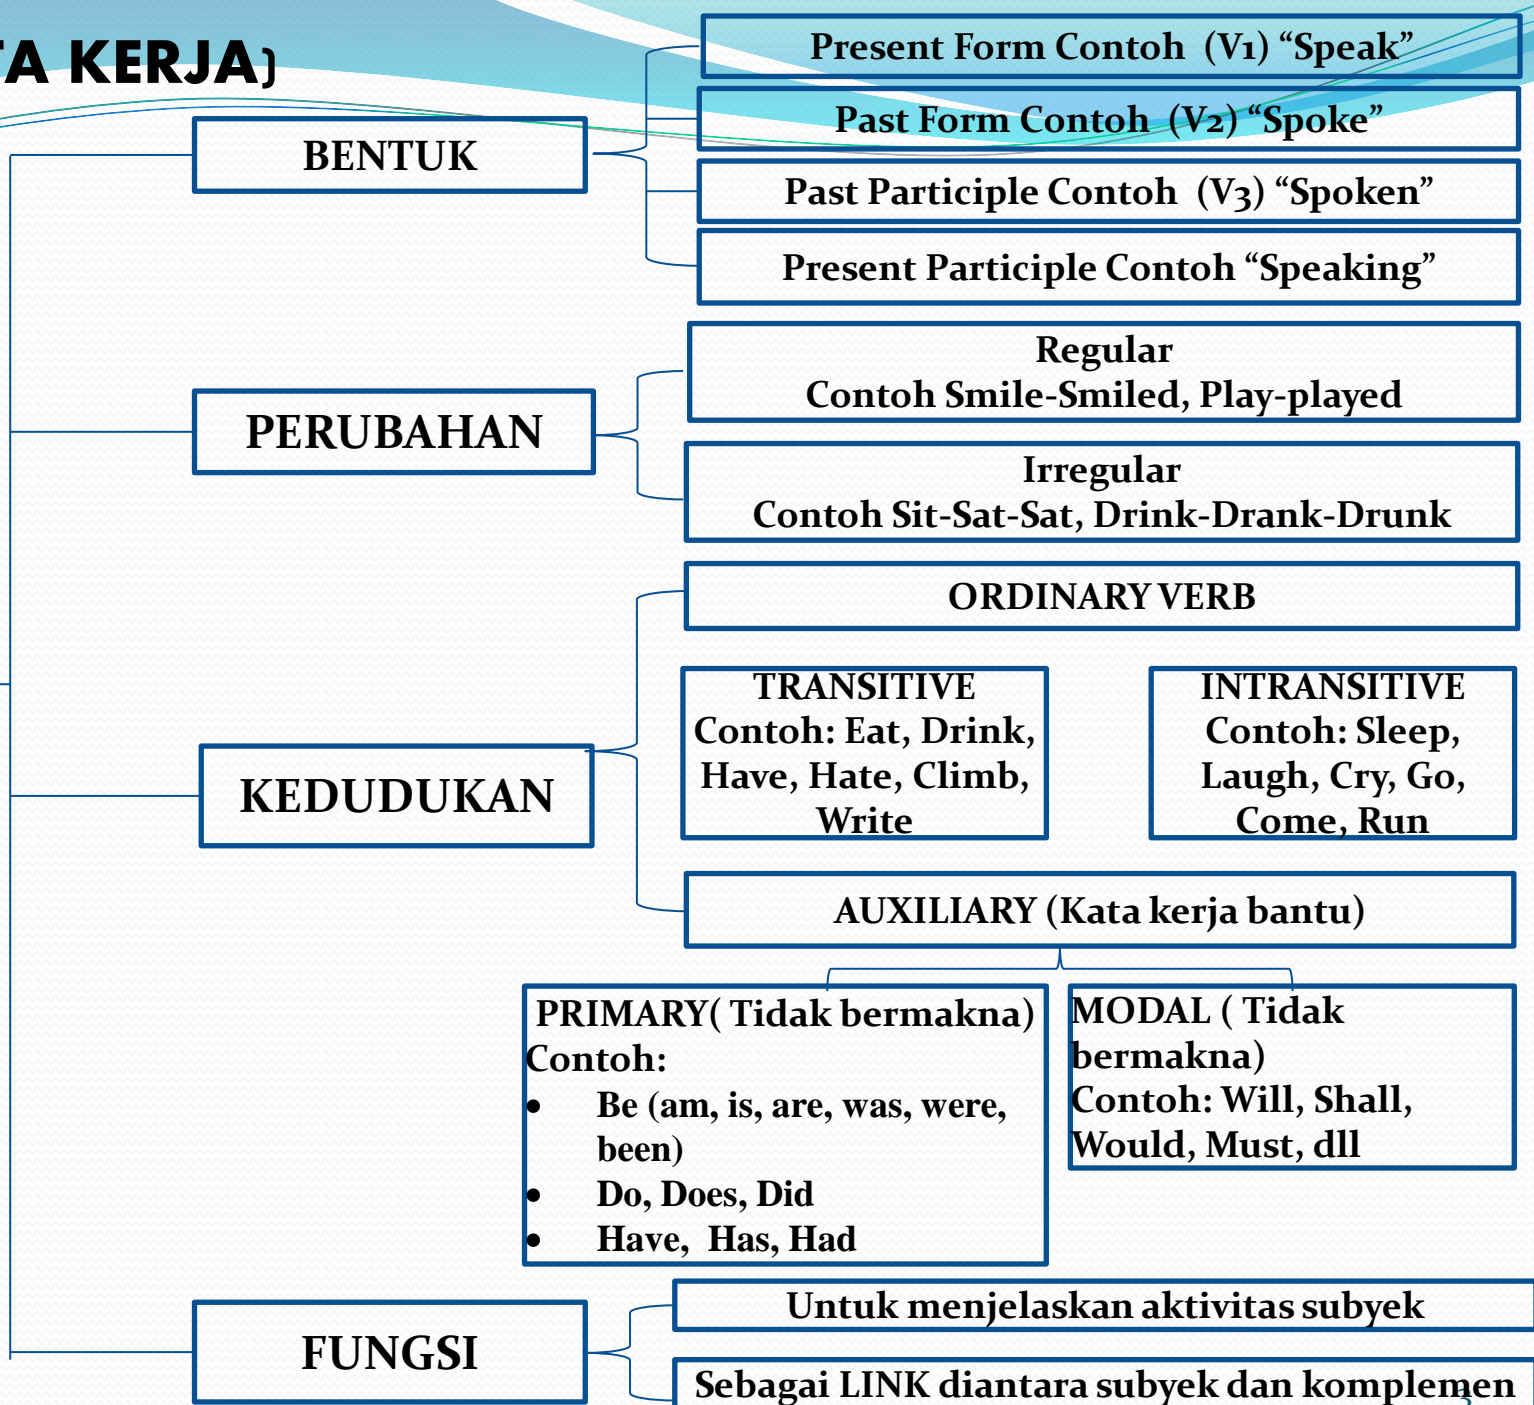 TA KERJA)
BENTUK
Present Form Contoh (V1) “Speak”
Past Form Contoh (V2) “Spoke”
Past Participle Contoh (V3) “Spoken”
Present Participle Contoh “Speaking”
PERUBAHAN
Regular
Contoh Smile-Smiled, Play-played
Irregular
Contoh Sit-Sat-Sat, Drink-Drank-Drunk
KEDUDUKAN
ORDINARY VERB
TRANSITIVE
Contoh: Eat, Drink,
Have, Hate, Climb,
Write
INTRANSITIVE
Contoh: Sleep,
Laugh, Cry, Go,
Come, Run
AUXILIARY (Kata kerja bantu)
PRIMARY( Tidak bermakna)
Contoh:
• Be (am, is, are, was, were,
been)
• Do, Does, Did
• Have, Has, Had
MODAL ( Tidak
bermakna)
Contoh: Will, Shall,
Would, Must, dll
FUNGSI
Untuk menjelaskan aktivitas subyek
Sebagai LINK diantara subyek dan komplemen
3